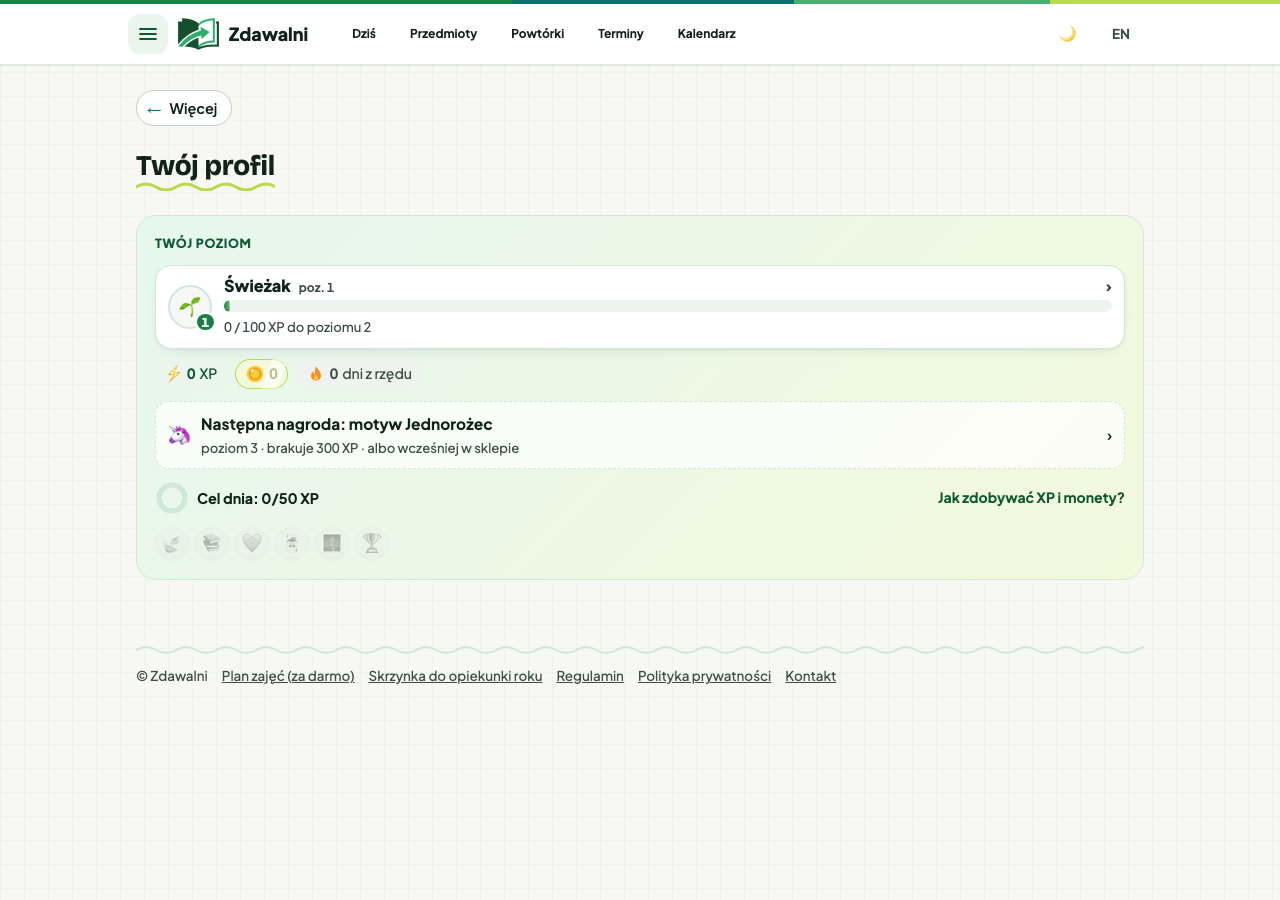 Zdawalni Dziś Przedmioty Powtórki Terminy Kalendarz EN
← Więcej
Twój profil
TWÓJ POZIOM
Świeżak poz. 1 ›
1
0 / 100 XP do poziomu 2
0 XP 0 0 dni z rzędu
Następna nagroda: motyw Jednorożec
poziom 3 · brakuje 300 XP · albo wcześniej w sklepie ›
Cel dnia: 0/50 XP Jak zdobywać XP i monety?
© Zdawalni Plan zajęć (za darmo) Skrzynka do opiekunki roku Regulamin Polityka prywatności Kontakt